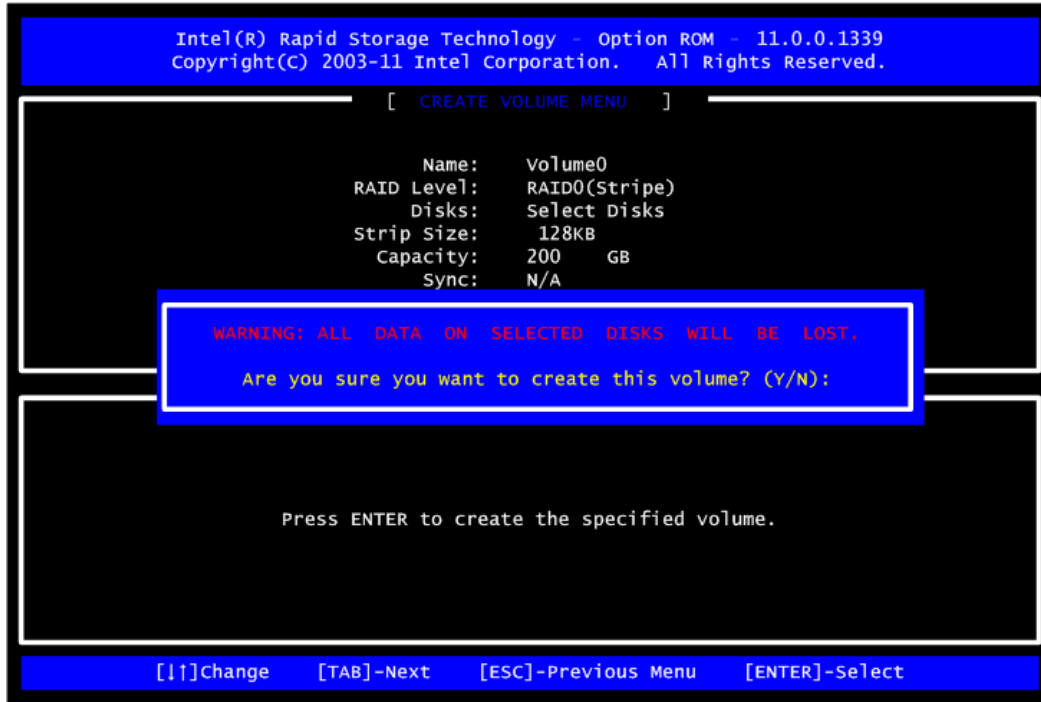 Intel(R) Rapid Storage Technology - Option ROM - 11.0.0.1339
Copyright(C) 2003-11 Intel Corporation. All Rights Reserved.
[ CREATE VOLUME MENU ]
Name: Volume0
RAID Level: RAID0(Stripe)
Disks: Select Disks
Strip Size: 128KB
Capacity: 200 GB
Sync: N/A
WARNING: ALL DATA ON SELECTED DISKS WILL BE LOST.
Are you sure you want to create this volume? (Y/N):
Press ENTER to create the specified volume.
[↓↑]Change [TAB]-Next [ESC]-Previous Menu [ENTER]-Select